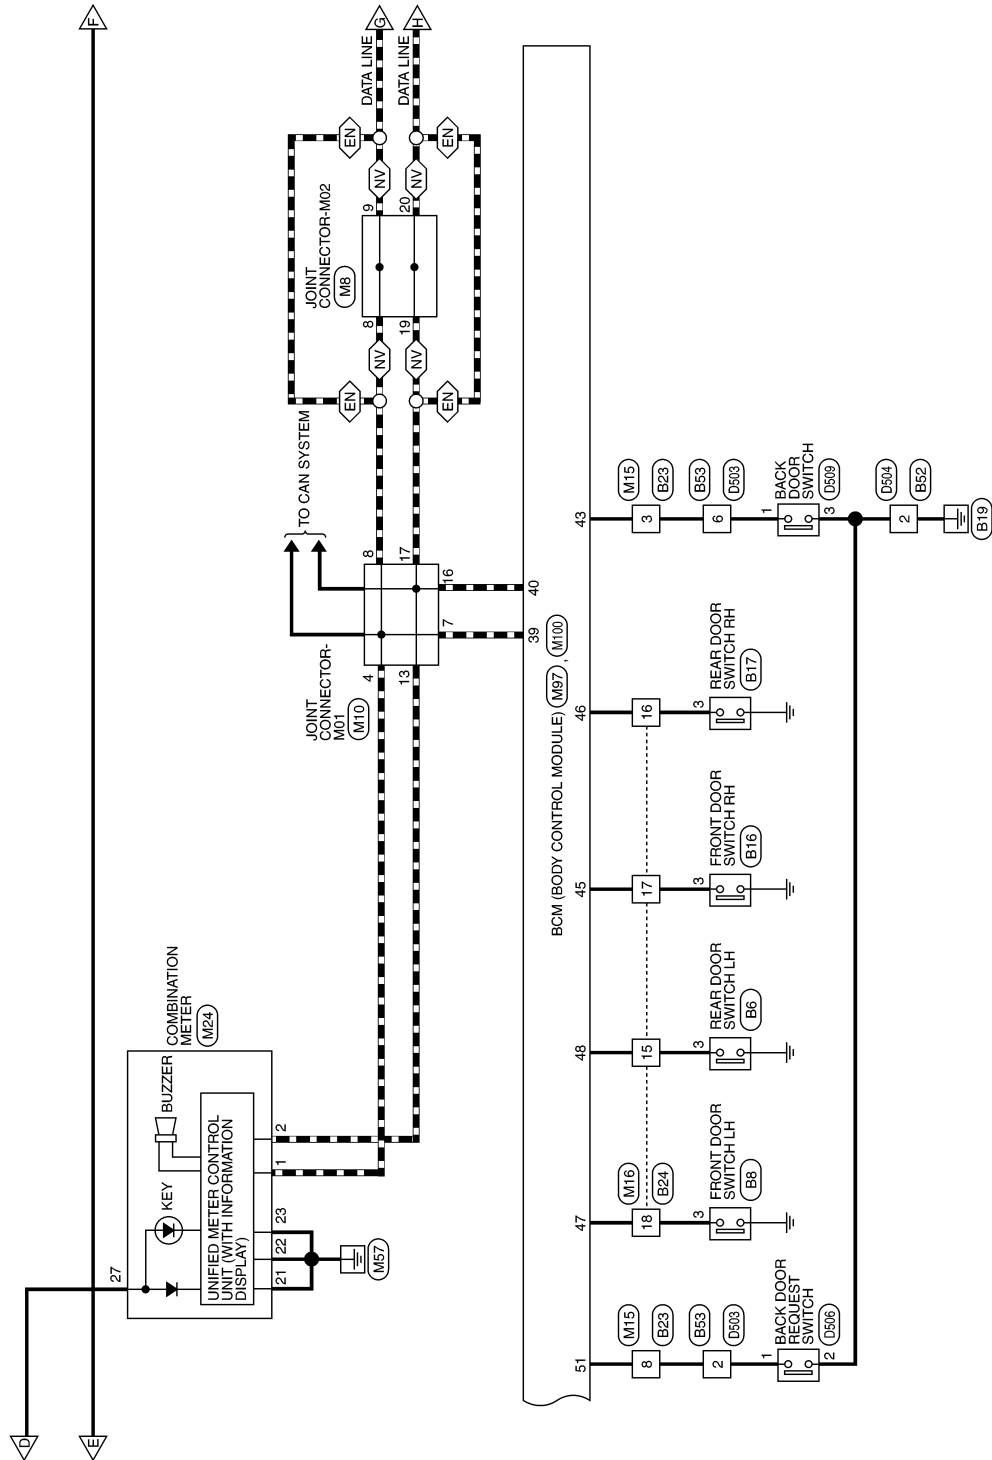 D
E
F
27
KEY
BUZZER
COMBINATION
METER
M24
UNIFIED METER CONTROL
UNIT (WITH INFORMATION
DISPLAY)
21
22
23
1
2
M57
JOINT
CONNECTOR-
M01
M10
4
13
8
17
7
16
TO CAN SYSTEM
EN
EN
NV
NV
8
19
JOINT
CONNECTOR-M02
M8
9
20
NV
NV
EN
EN
DATA LINE
G
DATA LINE
H
39
40
BCM (BODY CONTROL MODULE) M97 , M100
51
47
48
45
46
43
M15
8
B23
B53
2
D503
1
BACK DOOR
REQUEST
SWITCH
D506
2
M16
18
B24
3
FRONT DOOR
SWITCH LH
B8
15
3
REAR DOOR
SWITCH LH
B6
17
3
FRONT DOOR
SWITCH RH
B16
16
3
REAR DOOR
SWITCH RH
B17
M15
3
B23
B53
6
D503
1
BACK
DOOR
SWITCH
D509
3
D504
2
B52
B19